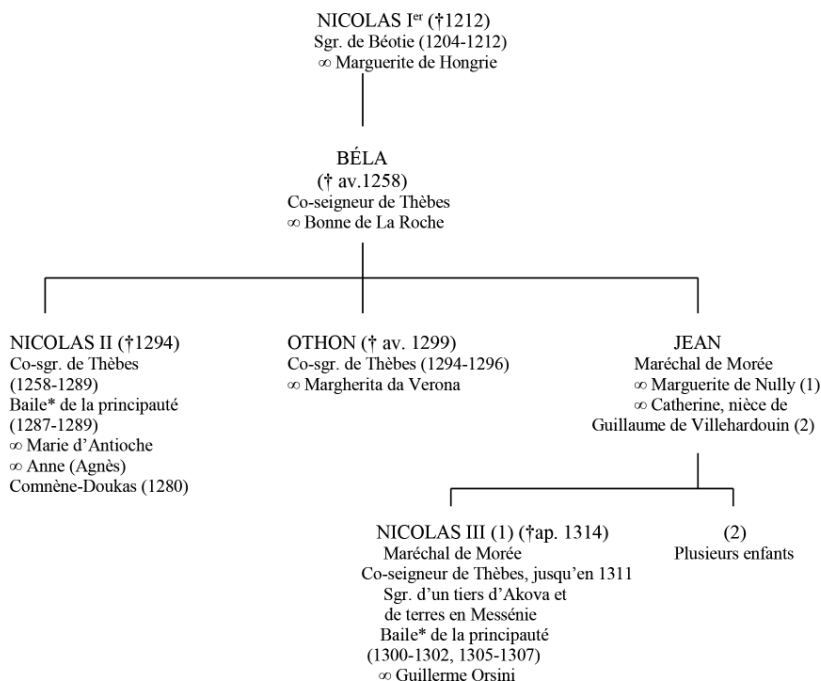 NICOLAS Iᵉʳ (†1212)
Sgr. de Béotie (1204-1212)
∞ Marguerite de Hongrie
BÉLA
(† av.1258)
Co-seigneur de Thèbes
∞ Bonne de La Roche
NICOLAS II (†1294)
Co-sgr. de Thèbes
(1258-1289)
Baile* de la principauté
(1287-1289)
∞ Marie d’Antioche
∞ Anne (Agnès)
Comnène-Doukas (1280)
OTHON († av. 1299)
Co-sgr. de Thèbes (1294-1296)
∞ Margherita da Verona
JEAN
Maréchal de Morée
∞ Marguerite de Nully (1)
∞ Catherine, nièce de
Guillaume de Villehardouin (2)
NICOLAS III (1) (†ap. 1314)
Maréchal de Morée
Co-seigneur de Thèbes, jusqu’en 1311
Sgr. d’un tiers d’Akova et
de terres en Messénie
Baile* de la principauté
(1300-1302, 1305-1307)
∞ Guillerme Orsini
(2)
Plusieurs enfants